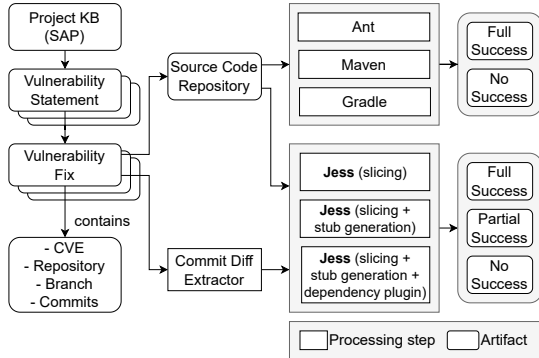 Project KB
(SAP)
Vulnerability
Statement
Vulnerability
Fix
contains
- CVE
- Repository
- Branch
- Commits
Source Code
Repository
Commit Diff
Extractor
Ant
Maven
Gradle
Full
Success
No
Success
Jess (slicing)
Jess (slicing +
stub generation)
Jess (slicing +
stub generation +
dependency plugin)
Full
Success
Partial
Success
No
Success
Processing step
Artifact